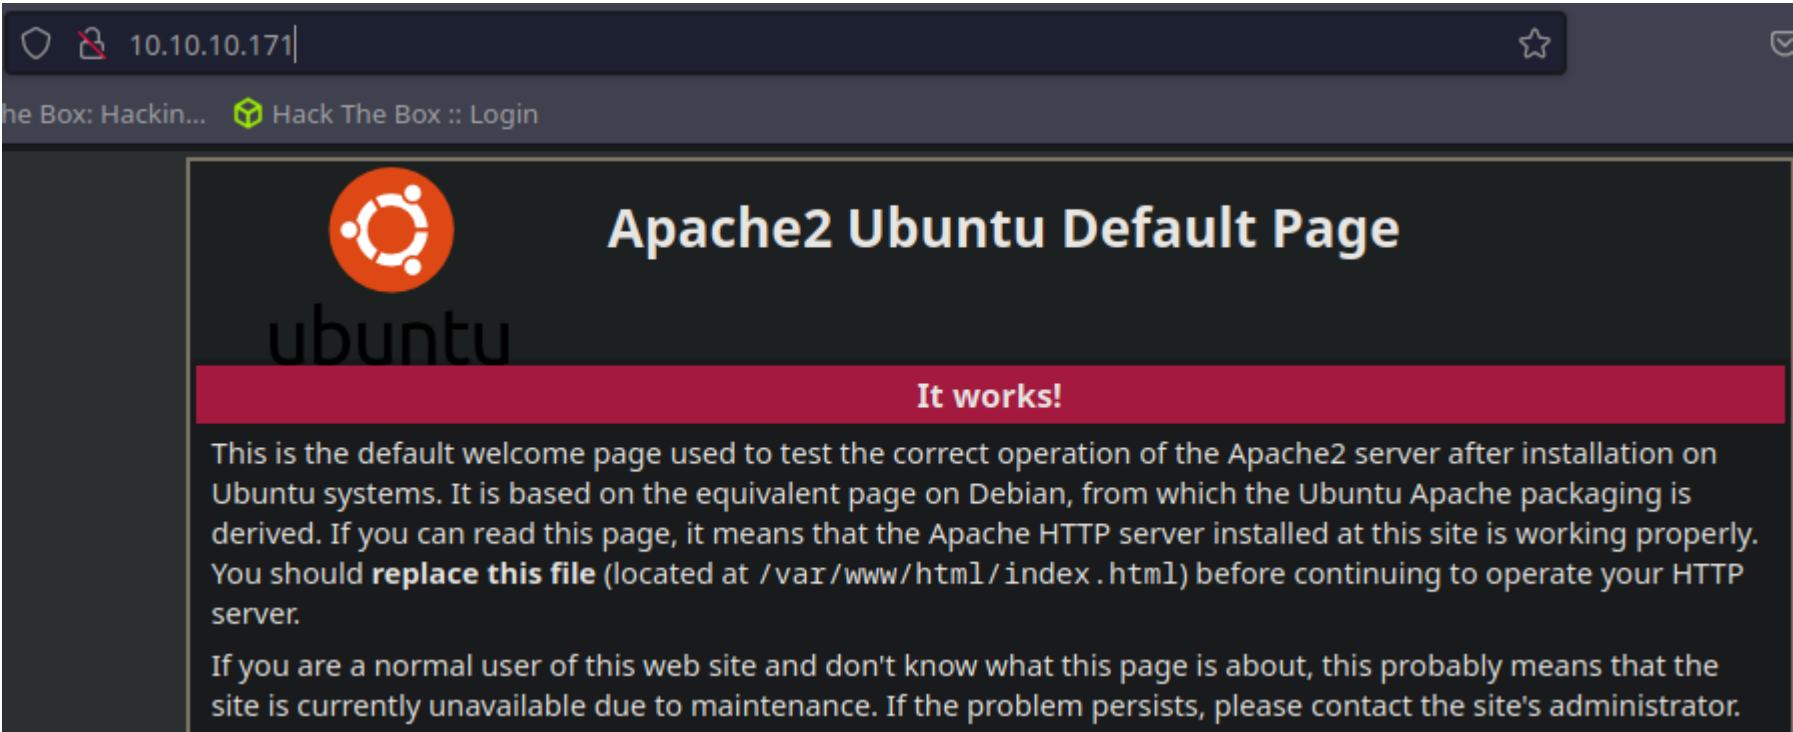 10.10.10.171
he Box: Hackin... Hack The Box :: Login
ubuntu
Apache2 Ubuntu Default Page
It works!
This is the default welcome page used to test the correct operation of the Apache2 server after installation on
Ubuntu systems. It is based on the equivalent page on Debian, from which the Ubuntu Apache packaging is
derived. If you can read this page, it means that the Apache HTTP server installed at this site is working properly.
You should replace this file (located at /var/www/html/index.html) before continuing to operate your HTTP
server.
If you are a normal user of this web site and don't know what this page is about, this probably means that the
site is currently unavailable due to maintenance. If the problem persists, please contact the site's administrator.